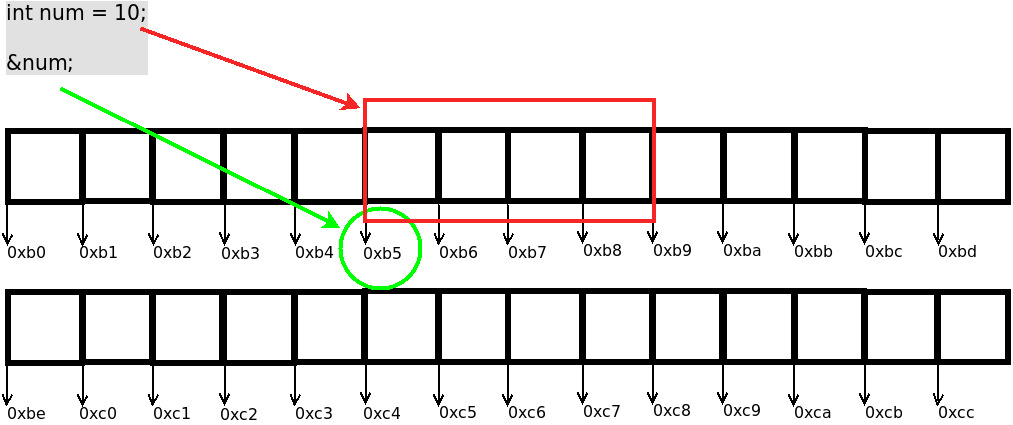 int num = 10;
&num;
0xb0 0xb1 0xb2 0xb3 0xb4 0xb5 0xb6 0xb7 0xb8 0xb9 0xba 0xbb 0xbc 0xbd
0xbe 0xc0 0xc1 0xc2 0xc3 0xc4 0xc5 0xc6 0xc7 0xc8 0xc9 0xca 0xcb 0xcc